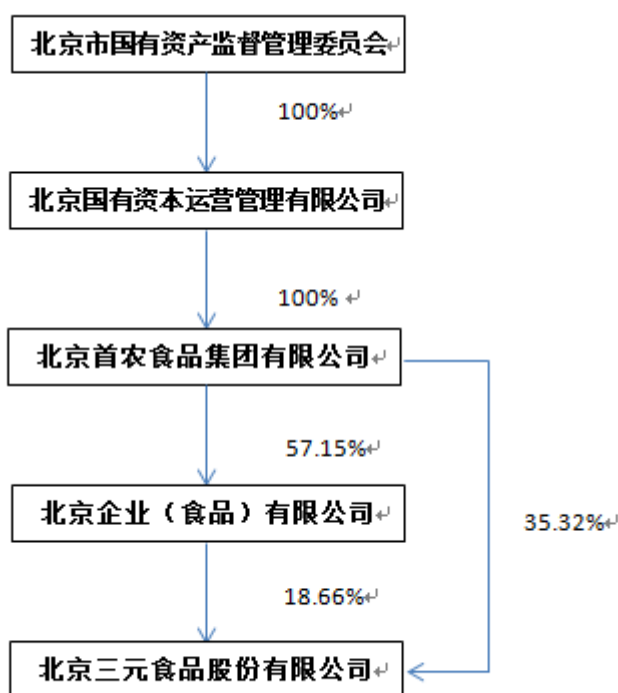 北京市国有资产监督管理委员会
100%
北京国有资本运营管理有限公司
100%
北京首农食品集团有限公司
57.15%
北京企业（食品）有限公司
35.32%
18.66%
北京三元食品股份有限公司